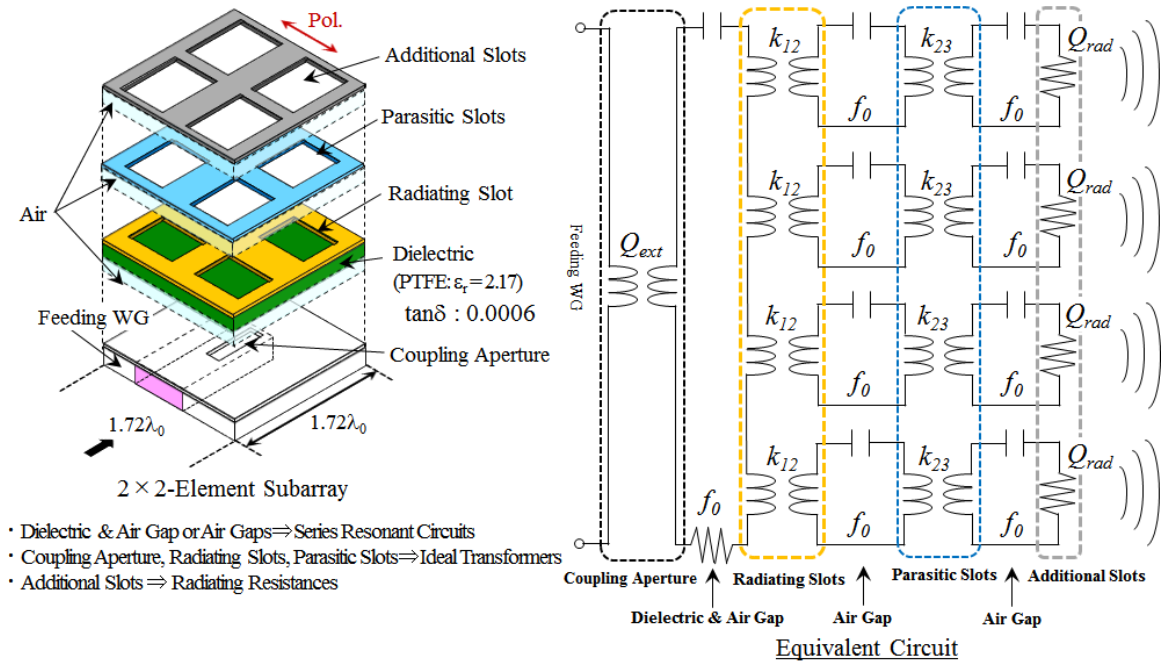 Pol.
Additional Slots
Parasitic Slots
Radiating Slot
Air
Dielectric
(PTFE: εr=2.17)
tanδ : 0.0006
Feeding WG
Coupling Aperture
1.72λ0
1.72λ0
2 × 2-Element Subarray
・Dielectric & Air Gap or Air Gaps⇒Series Resonant Circuits
・Coupling Aperture, Radiating Slots, Parasitic Slots⇒Ideal Transformers
・Additional Slots ⇒ Radiating Resistances
Feeding WG
Qext
k12
f0
k23
f0
Qrad
k12
f0
k23
f0
Qrad
k12
f0
k23
f0
Qrad
f0
k12
f0
k23
f0
Qrad
Coupling Aperture
Radiating Slots
Parasitic Slots
Additional Slots
Dielectric & Air Gap
Air Gap
Air Gap
Equivalent Circuit